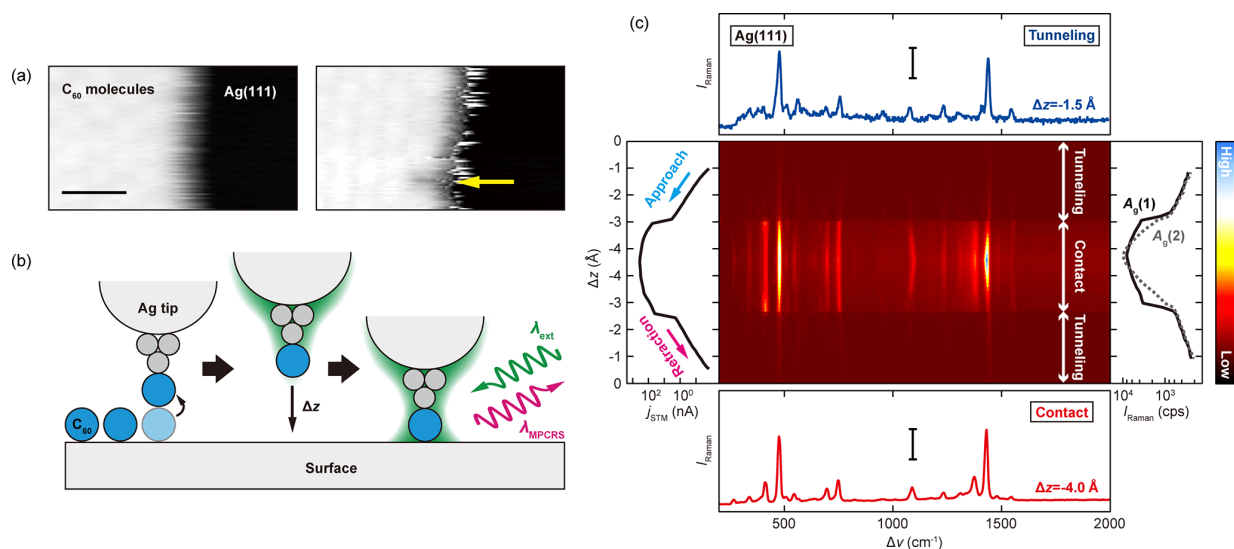 (a)
C60 molecules
Ag(111)
(b)
Ag tip
C60
Δz
λext
λMPCRS
Surface
(c)
Ag(111)
Tunneling
IRaman
Δz=-1.5 Å
0
-1
-2
-3
-4
-3
-2
-1
0
Δz (Å)
Approach
Retraction
10² 10⁰
jSTM (nA)
Tunneling
Contact
Tunneling
Ag(1)
Ag(2)
10⁴ 10³
IRaman (cps)
High
Low
Contact
IRaman
Δz=-4.0 Å
500 1000 1500 2000
Δν (cm⁻¹)